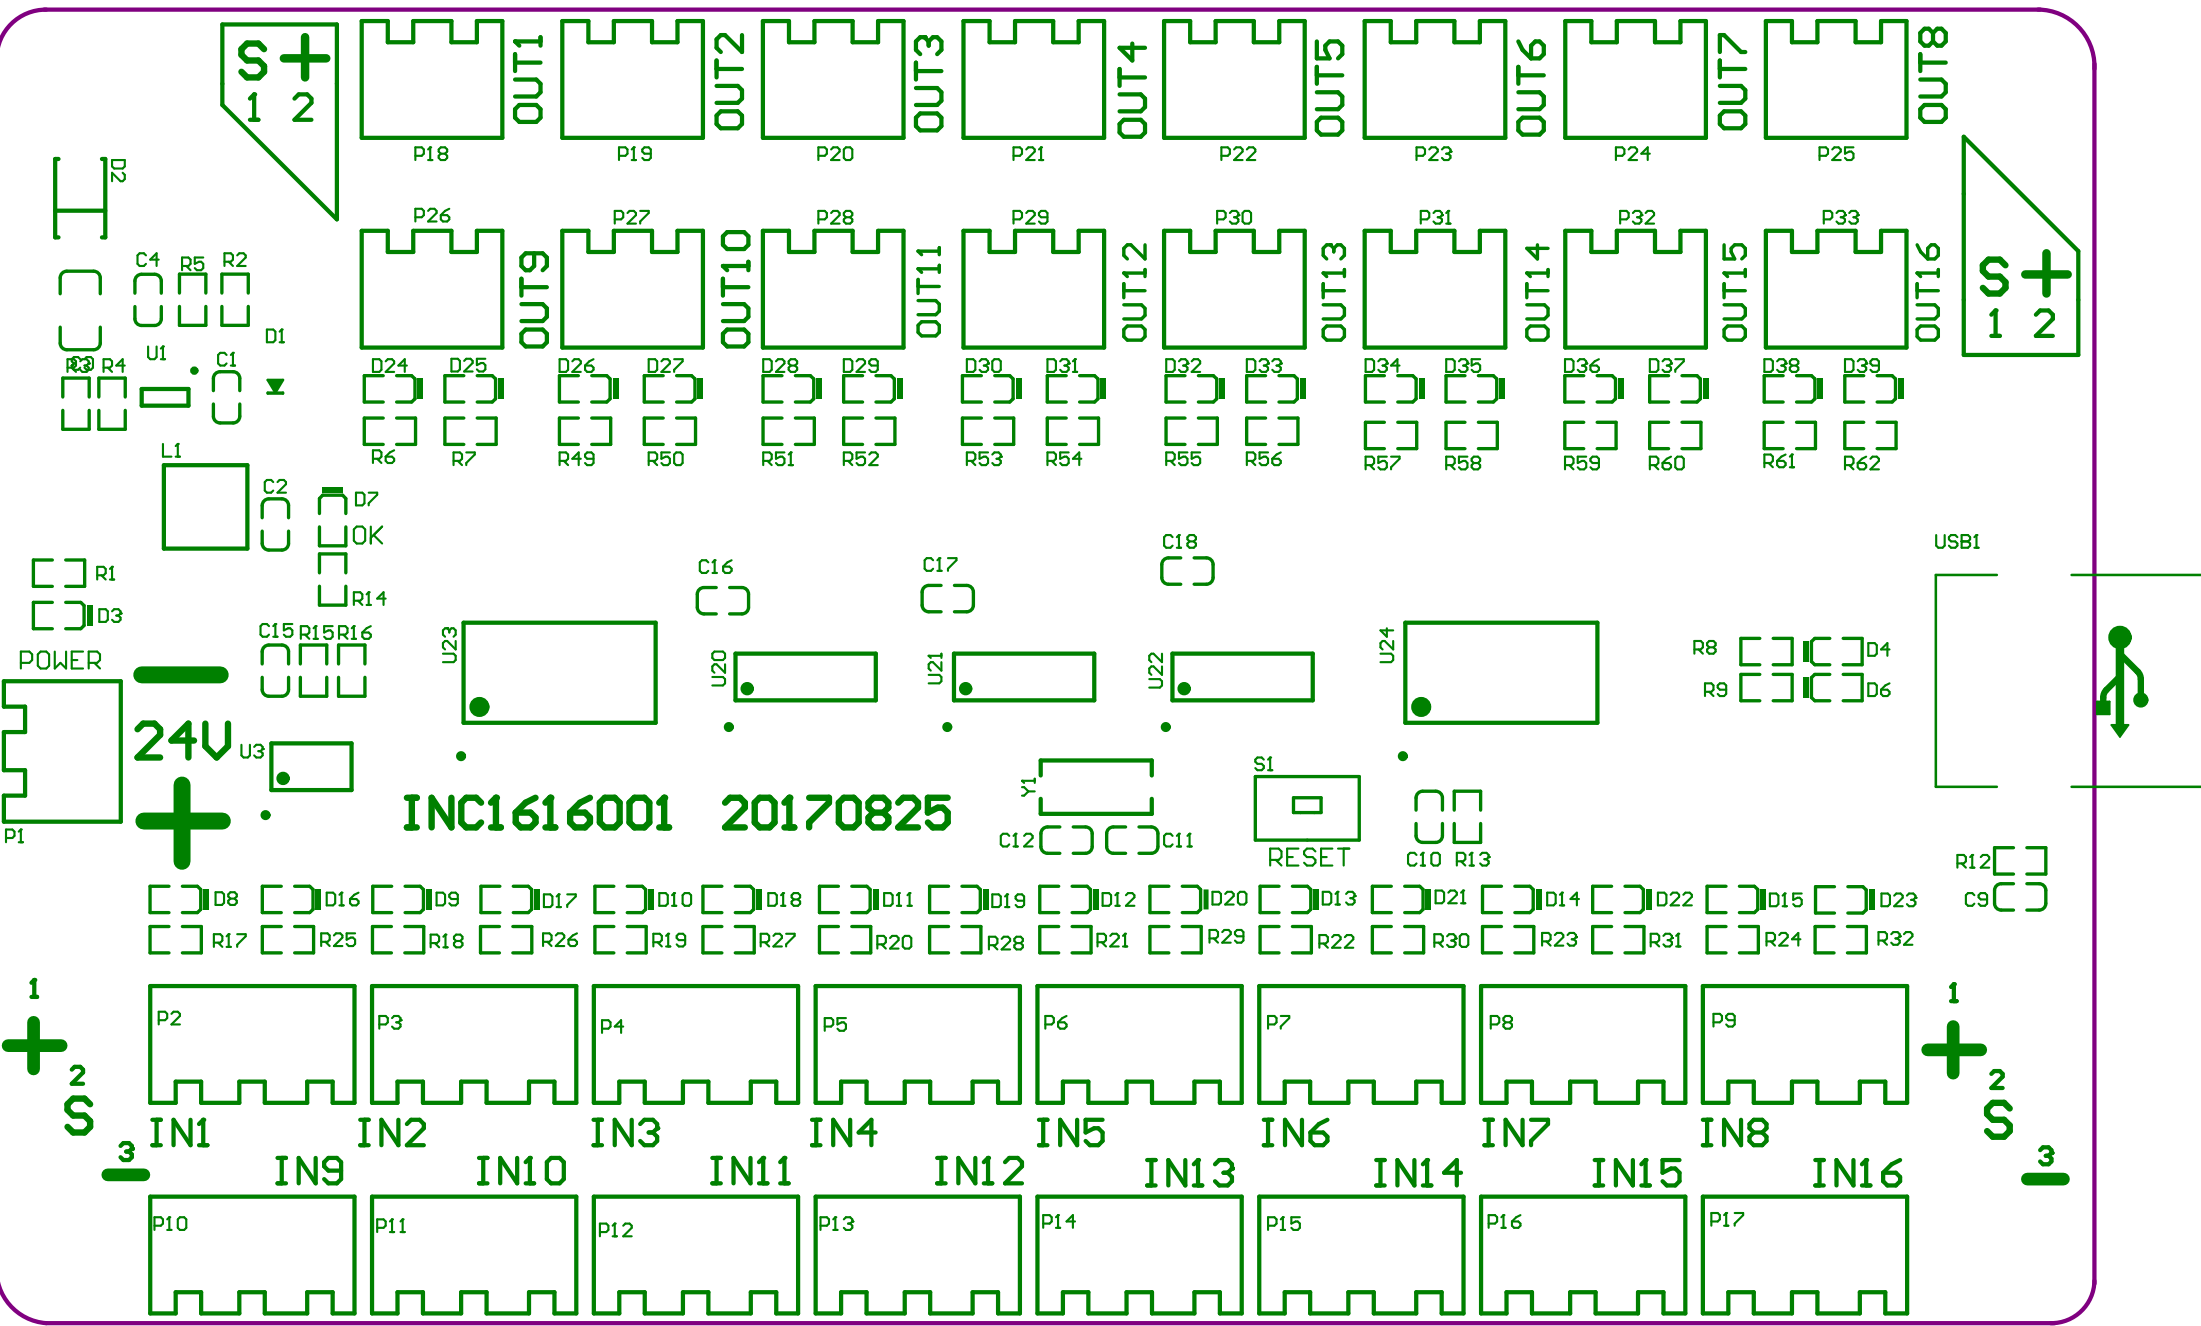 S +
1 2
OUT1 OUT2 OUT3 OUT4 OUT5 OUT6 OUT7 OUT8
P18 P19 P20 P21 P22 P23 P24 P25
D2
P26 P27 P28 P29 P30 P31 P32 P33
OUT9 OUT10 OUT11 OUT12 OUT13 OUT14 OUT15 OUT16
S +
1 2
C4 R5 R2
D1
R3 R4 U1 C1
D24 D25 D26 D27 D28 D29 D30 D31 D32 D33 D34 D35 D36 D37 D38 D39
L1
R6 R7 R49 R50 R51 R52 R53 R54 R55 R56 R57 R58 R59 R60 R61 R62
C2 D7
OK
C16 C17 C18 USB1
R1 R14
D3
C15 R15 R16
POWER
U23 U20 U21 U22 U24
R8 D4
R9 D6
24V U3
+
P1
INC1616001 20170825
Y1 S1
C12 C11 RESET C10 R13
R12
C9
D8 D16 D9 D17 D10 D18 D11 D19 D12 D20 D13 D21 D14 D22 D15 D23
R17 R25 R18 R26 R19 R27 R20 R28 R21 R29 R22 R30 R23 R31 R24 R32
1 1
+ +
P2 P3 P4 P5 P6 P7 P8 P9
2 2
S S
IN1 IN2 IN3 IN4 IN5 IN6 IN7 IN8
3 3
IN9 IN10 IN11 IN12 IN13 IN14 IN15 IN16
P10 P11 P12 P13 P14 P15 P16 P17